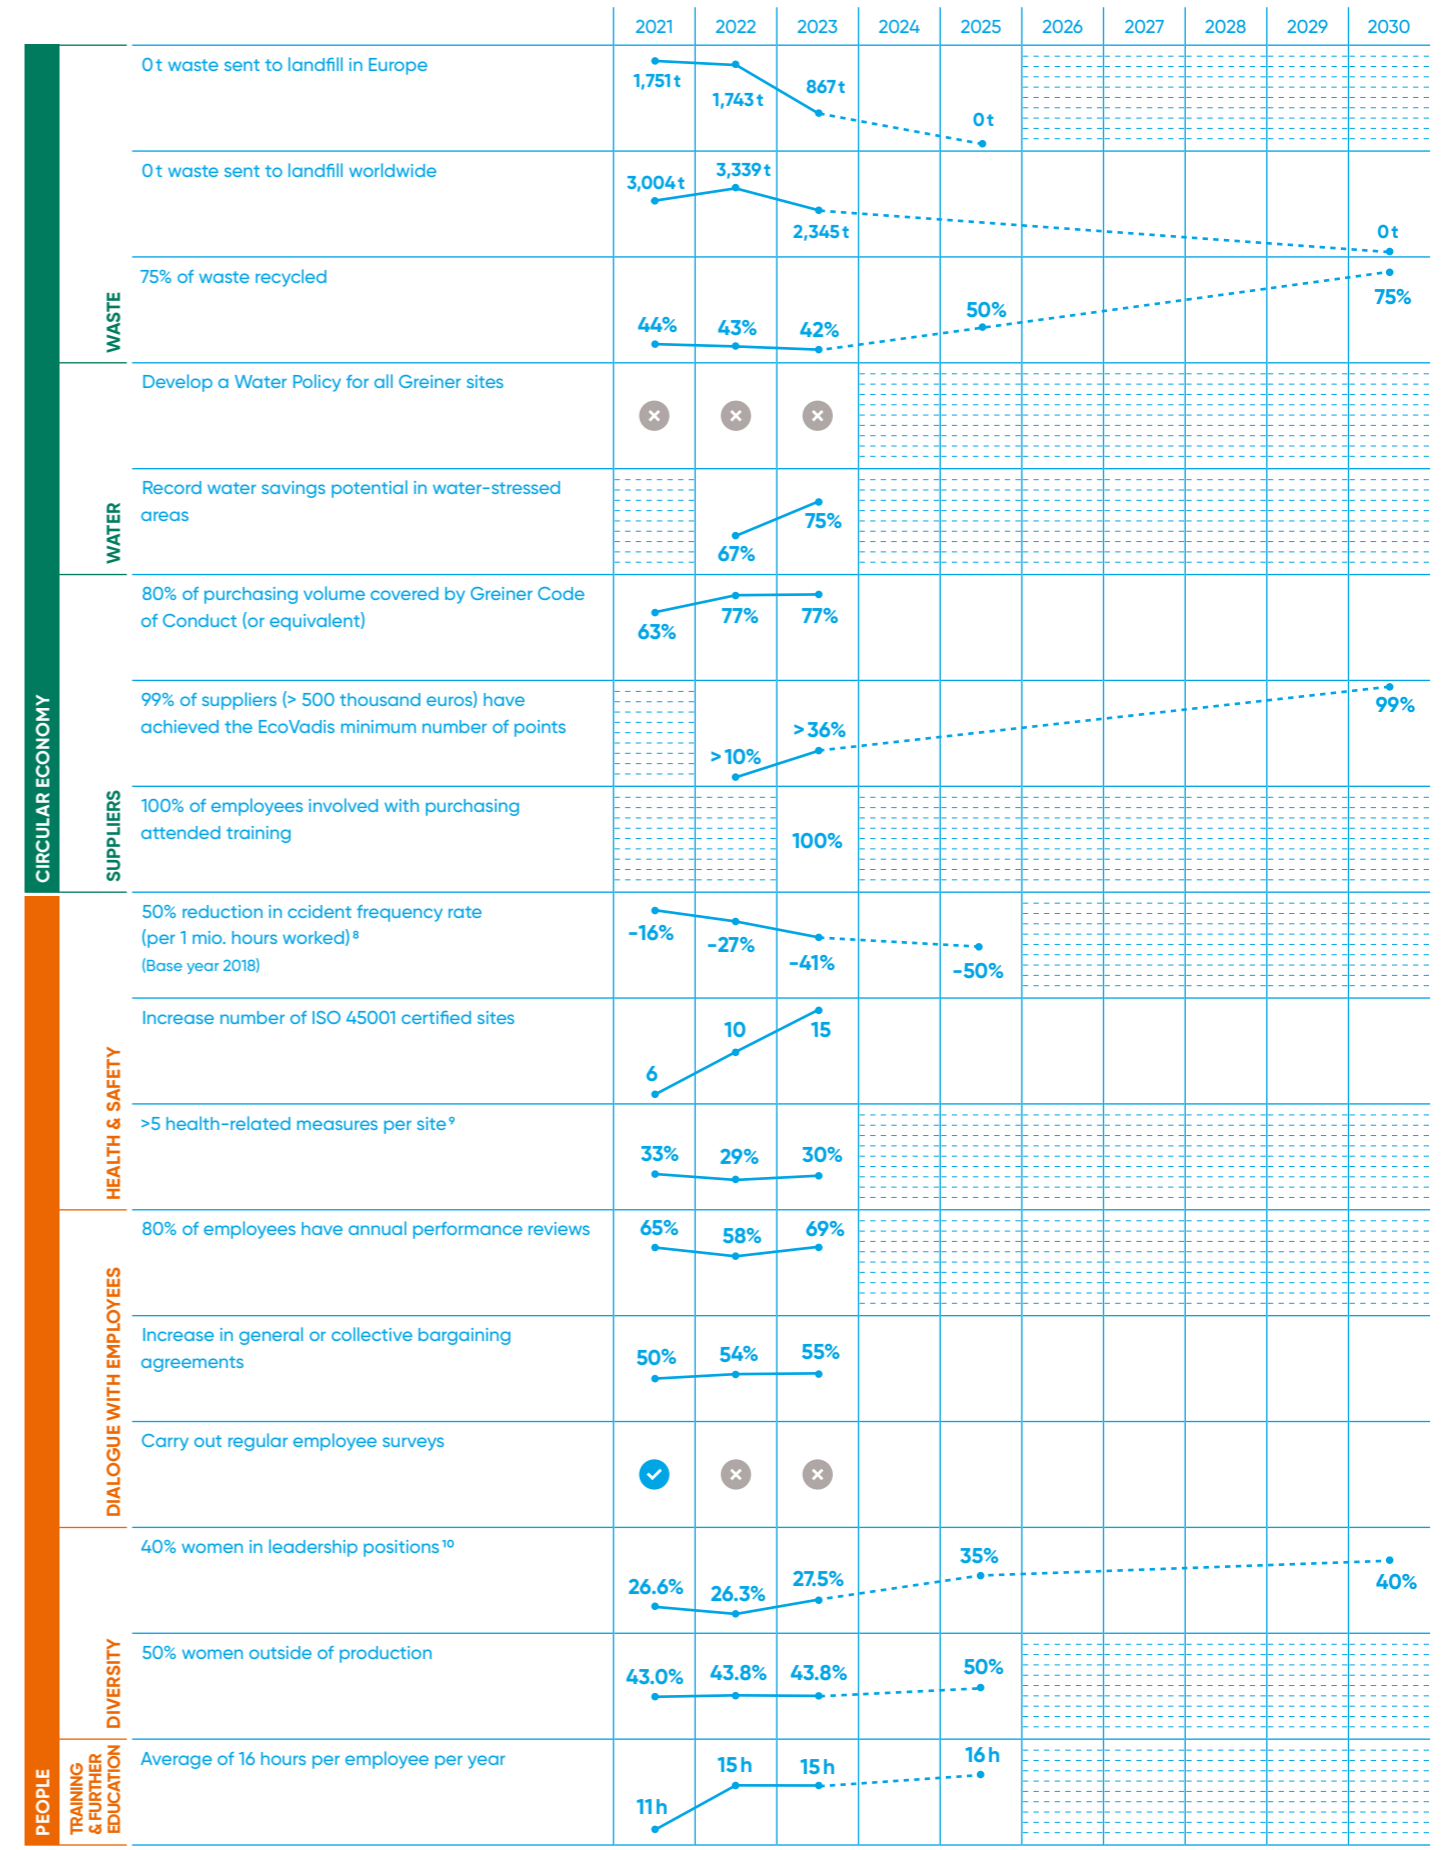 2021 2022 2023 2024 2025 2026 2027 2028 2029 2030
CIRCULAR ECONOMY
WASTE
0 t waste sent to landfill in Europe
1,751 t 1,743 t 867 t 0 t
0 t waste sent to landfill worldwide
3,004 t 3,339 t 2,345 t 0 t
75% of waste recycled
44% 43% 42% 50% 75%
WATER
Develop a Water Policy for all Greiner sites
Record water savings potential in water-stressed
areas
67% 75%
SUPPLIERS
80% of purchasing volume covered by Greiner Code
of Conduct (or equivalent)
63% 77% 77%
99% of suppliers (> 500 thousand euros) have
achieved the EcoVadis minimum number of points
>10% >36% 99%
100% of employees involved with purchasing
attended training
100%
PEOPLE
HEALTH & SAFETY
50% reduction in ccident frequency rate
(per 1 mio. hours worked) 8
(Base year 2018)
-16% -27% -41% -50%
Increase number of ISO 45001 certified sites
6 10 15
>5 health-related measures per site 9
33% 29% 30%
DIALOGUE WITH EMPLOYEES
80% of employees have annual performance reviews
65% 58% 69%
Increase in general or collective bargaining
agreements
50% 54% 55%
Carry out regular employee surveys
DIVERSITY
40% women in leadership positions 10
26.6% 26.3% 27.5% 35% 40%
50% women outside of production
43.0% 43.8% 43.8% 50%
TRAINING
& FURTHER
EDUCATION
Average of 16 hours per employee per year
11 h 15 h 15 h 16 h